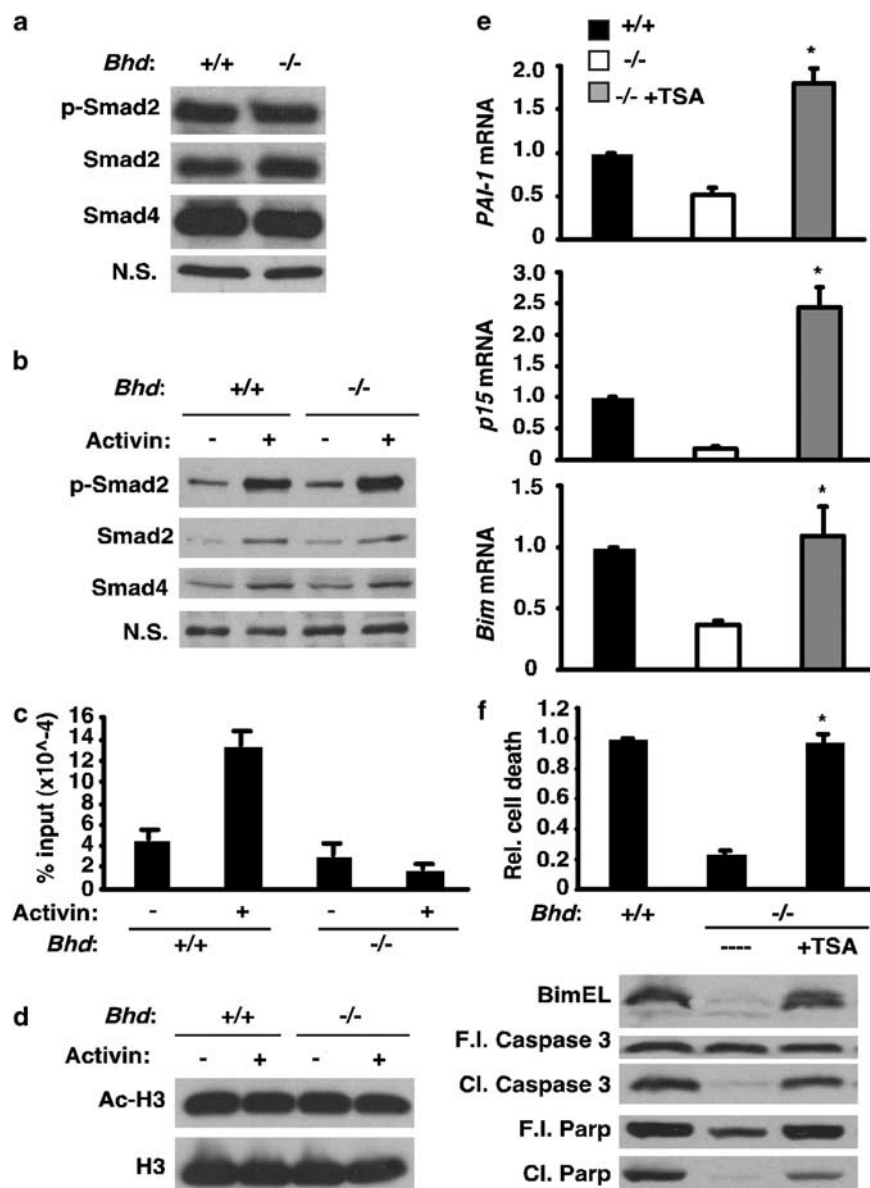 a
Bhd: +/+ -/-
p-Smad2
Smad2
Smad4
N.S.
b
Bhd: +/+ -/-
Activin: - + - +
p-Smad2
Smad2
Smad4
N.S.
c
% input (x10^-4)
16
14
12
10
8
6
4
2
0
Activin: - + - +
Bhd: +/+ -/-
d
Bhd: +/+ -/-
Activin: - + - +
Ac-H3
H3
e
+/+
-/-
-/- +TSA
PAI-1 mRNA
2.0
1.5
1.0
0.5
0
*
p15 mRNA
3.0
2.5
2.0
1.0
0.5
0
*
Bim mRNA
1.5
1.0
0.5
0
*
f
Rel. cell death
1.2
1.0
0.8
0.6
0.4
0.2
0
*
Bhd: +/+ -/-
---- +TSA
BimEL
F.l. Caspase 3
Cl. Caspase 3
F.l. Parp
Cl. Parp